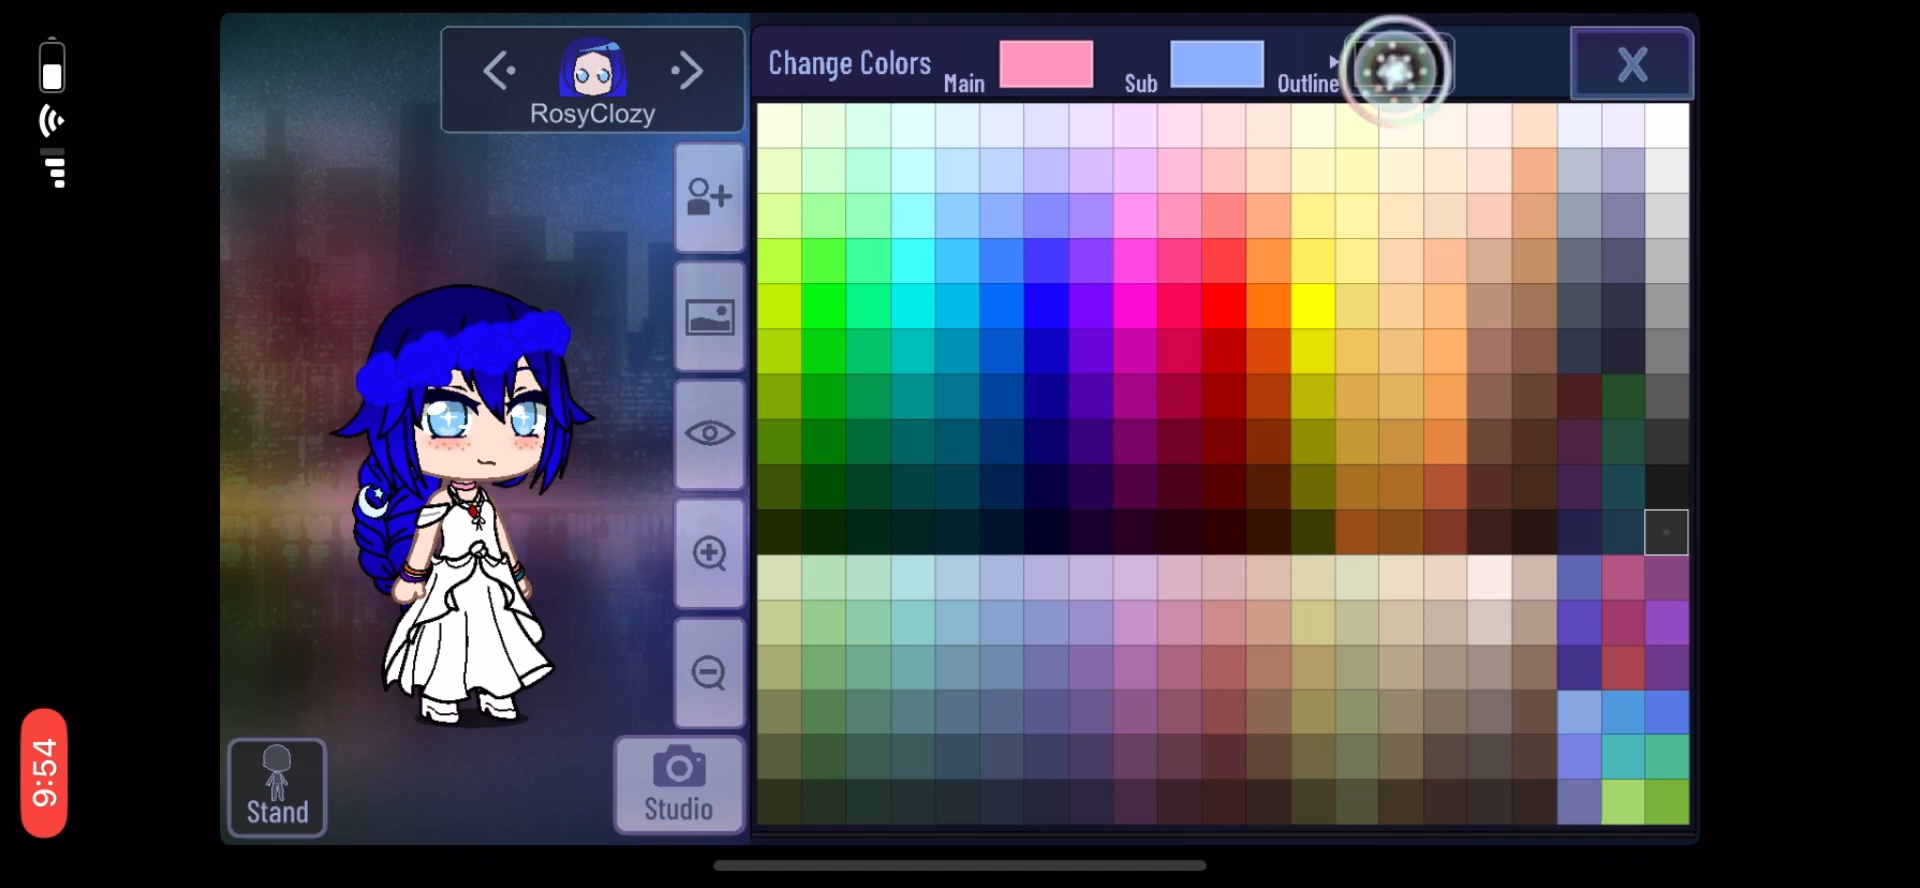 9:54
RosyClozy
Change Colors
Main
Sub
Outline
X
Stand
Studio